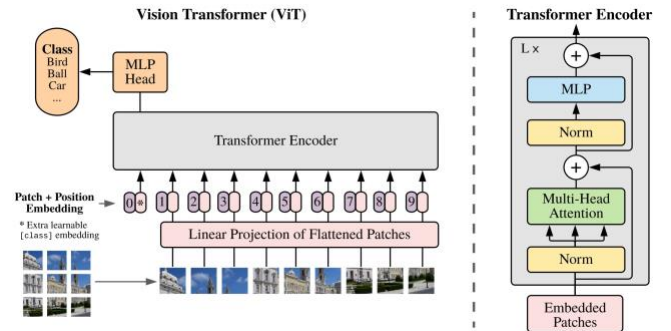 Vision Transformer (ViT)
Class
Bird
Ball
Car
...
MLP
Head
Transformer Encoder
Patch + Position
Embedding
0 * 1 2 3 4 5 6 7 8 9
* Extra learnable
[class] embedding
Linear Projection of Flattened Patches
Transformer Encoder
L x
+
MLP
Norm
+
Multi-Head
Attention
Norm
Embedded
Patches